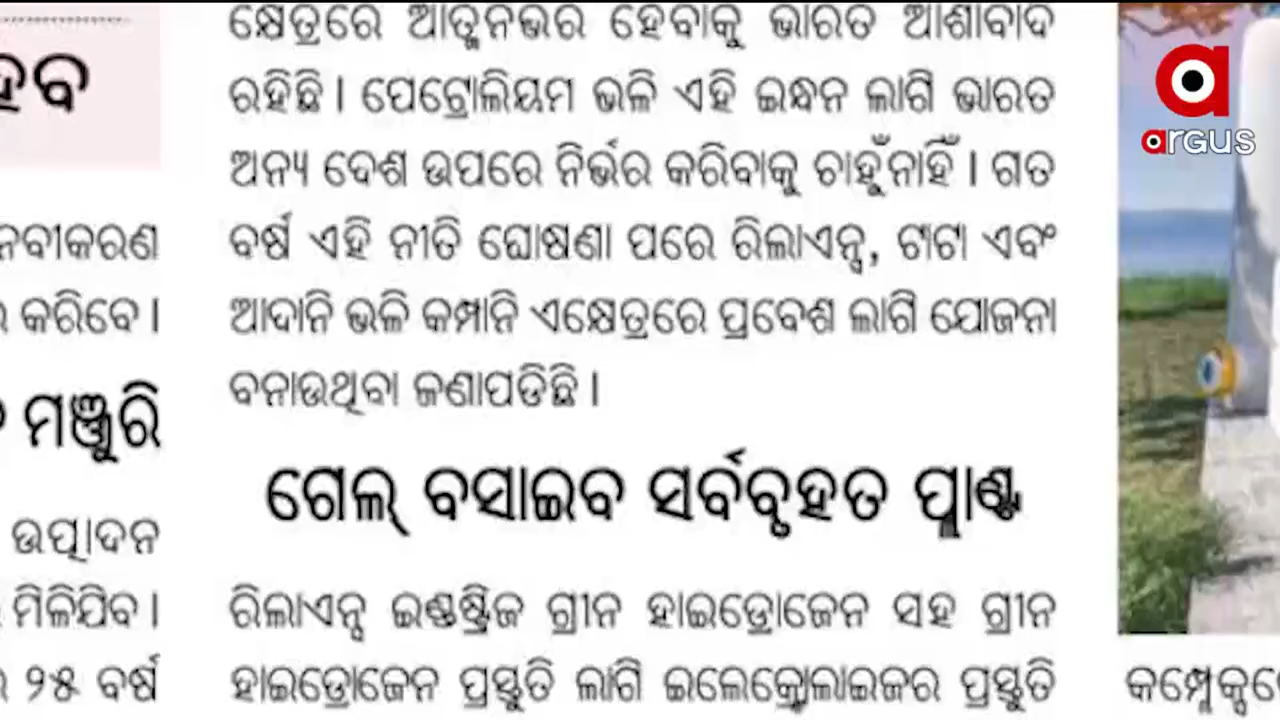 ହବ
ନବୀକରଣ
କରିବେ ।
ମଞ୍ଜୁରି
ଉତ୍ପାଦନ
ମିଳିଯିବ ।
୨୫ ବର୍ଷ
କ୍ଷେତ୍ରରେ ଆତ୍ମନିର୍ଭର ହେବାକୁ ଭାରତ ଆଶାବାଦ
ରହିଛି । ପେଟ୍ରୋଲିୟମ ଭଳି ଏହି ଇନ୍ଧନ ଲାଗି ଭାରତ
ଅନ୍ୟ ଦେଶ ଉପରେ ନିର୍ଭର କରିବାକୁ ଚାହୁଁନାହିଁ । ଗତ
ବର୍ଷ ଏହି ନୀତି ଘୋଷଣା ପରେ ରିଲାଏନ୍ସ, ଟାଟା ଏବଂ
ଆଦାନି ଭଳି କମ୍ପାନି ଏକ୍ଷେତ୍ରରେ ପ୍ରବେଶ ଲାଗି ଯୋଜନା
ବନାଉଥିବା ଜଣାପଡିଛି ।
ଗେଲ୍ ବସାଇବ ସର୍ବବୃହତ ପ୍ଲାଣ୍ଟ
ରିଲାଏନ୍ସ ଇଣ୍ଡଷ୍ଟ୍ରିଜ ଗ୍ରୀନ ହାଇଡ୍ରୋଜେନ ସହ ଗ୍ରୀନ
ହାଇଡ୍ରୋଜେନ ପ୍ରସ୍ତୁତି ଲାଗି ଇଲେକ୍ଟ୍ରୋଲାଇଜର ପ୍ରସ୍ତୁତି
argus